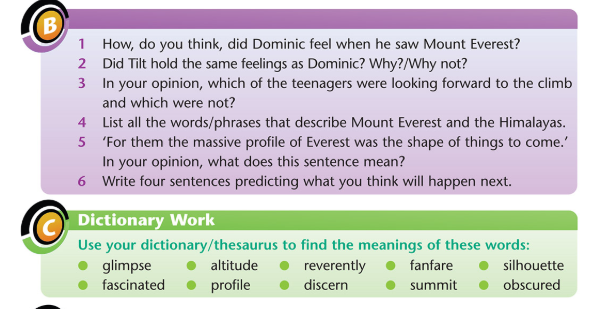 B
1 How, do you think, did Dominic feel when he saw Mount Everest?
2 Did Tilt hold the same feelings as Dominic? Why?/Why not?
3 In your opinion, which of the teenagers were looking forward to the climb
and which were not?
4 List all the words/phrases that describe Mount Everest and the Himalayas.
5 ‘For them the massive profile of Everest was the shape of things to come.’
In your opinion, what does this sentence mean?
6 Write four sentences predicting what you think will happen next.
C Dictionary Work
Use your dictionary/thesaurus to find the meanings of these words:
● glimpse ● altitude ● reverently ● fanfare ● silhouette
● fascinated ● profile ● discern ● summit ● obscured